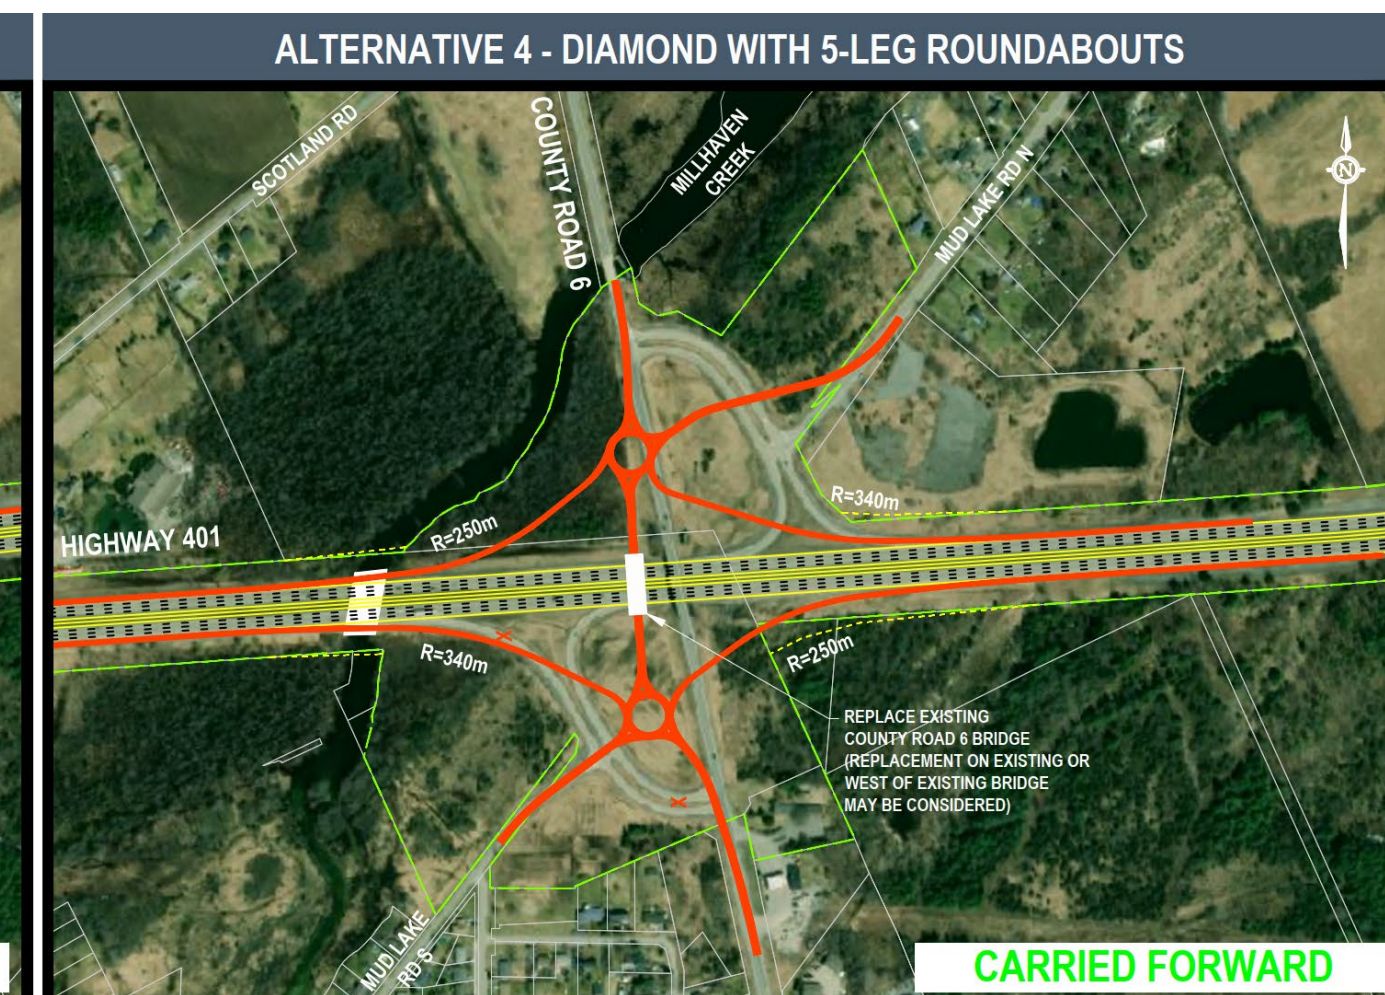 ALTERNATIVE 4 - DIAMOND WITH 5-LEG ROUNDABOUTS
SCOTLAND RD
COUNTY ROAD 6
MILLHAVEN
CREEK
MUD LAKE RD N
N
R=340m
HIGHWAY 401
R=250m
R=340m
R=250m
REPLACE EXISTING
COUNTY ROAD 6 BRIDGE
(REPLACEMENT ON EXISTING OR
WEST OF EXISTING BRIDGE
MAY BE CONSIDERED)
MUD LAKE
RD S
CARRIED FORWARD